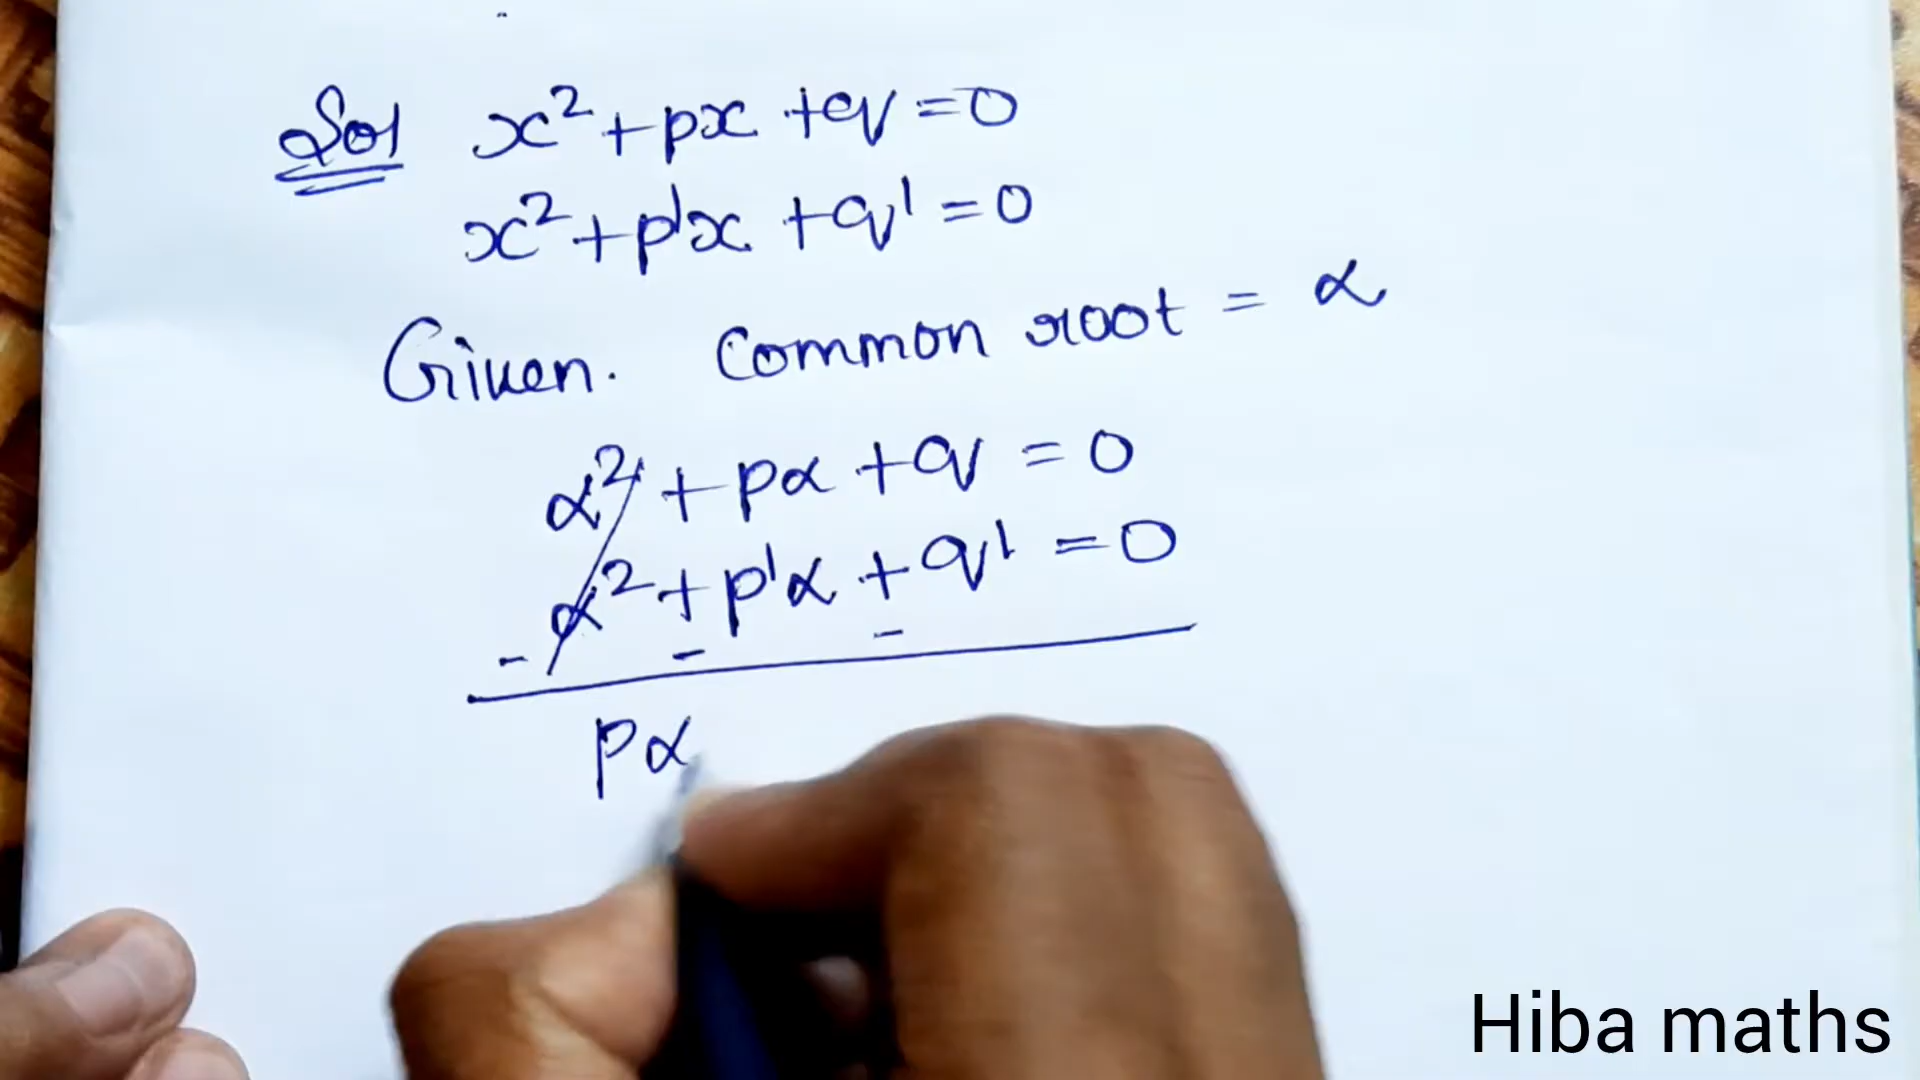 Sol x² + px + q = 0
x² + p'x + q' = 0
Given. Common root = α
α² + pα + q = 0
α² + p'α + q' = 0
- - -
pα
Hiba maths